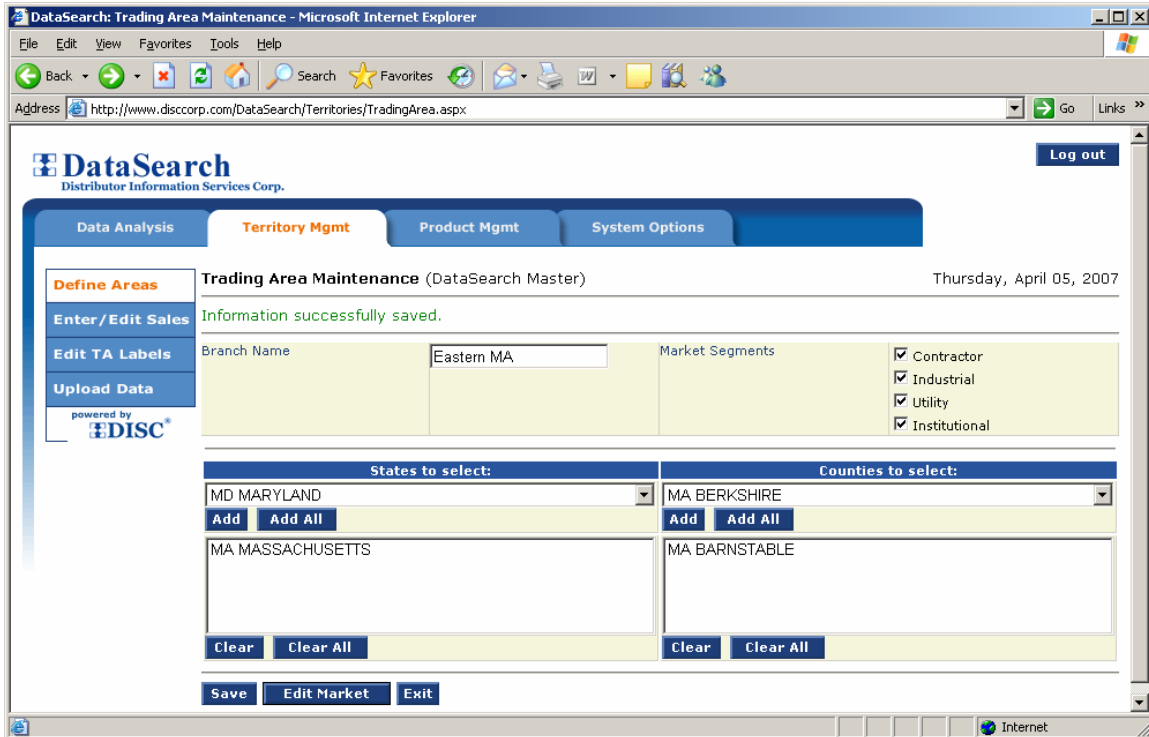 DataSearch: Trading Area Maintenance - Microsoft Internet Explorer
File Edit View Favorites Tools Help
Back Search Favorites
Address http://www.disccorp.com/DataSearch/Territories/TradingArea.aspx Go Links »
DataSearch Log out
Distributor Information Services Corp.
Data Analysis Territory Mgmt Product Mgmt System Options
Define Areas
Enter/Edit Sales
Edit TA Labels
Upload Data
powered by
DISC®
Trading Area Maintenance (DataSearch Master) Thursday, April 05, 2007
Information successfully saved.
Branch Name Eastern MA Market Segments Contractor
Industrial
Utility
Institutional
States to select: Counties to select:
MD MARYLAND MA BERKSHIRE
Add Add All Add Add All
MA MASSACHUSETTS MA BARNSTABLE
Clear Clear All Clear Clear All
Save Edit Market Exit
Internet